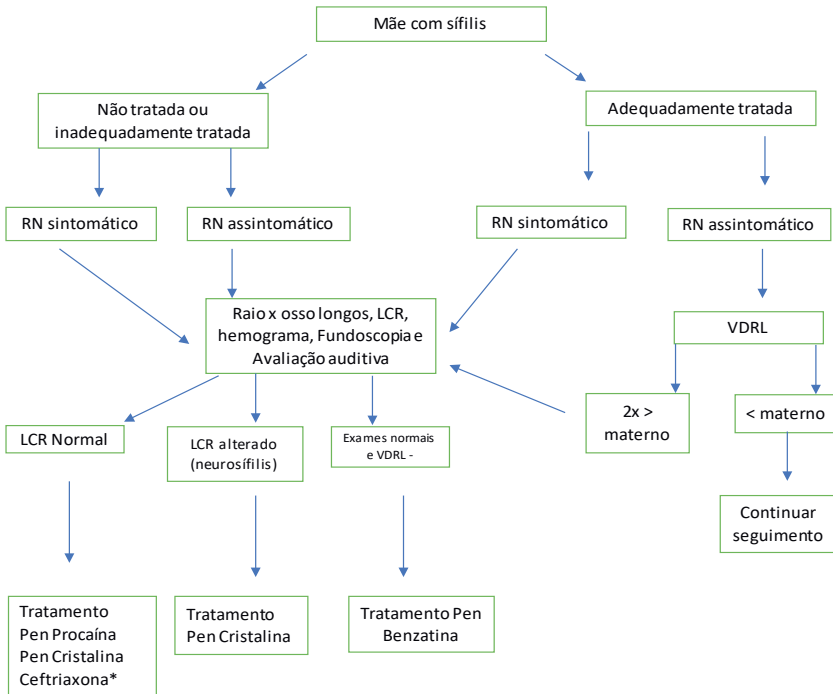 Mãe com sífilis
Não tratada ou
inadequadamente tratada
Adequadamente tratada
RN sintomático
RN assintomático
RN sintomático
RN assintomático
Raio x osso longos, LCR,
hemograma, Fundoscopia e
Avaliação auditiva
VDRL
2x >
materno
< materno
LCR Normal
LCR alterado
(neurosífilis)
Exames normais
e VDRL -
Continuar
seguimento
Tratamento
Pen Procaína
Pen Cristalina
Ceftriaxona*
Tratamento
Pen Cristalina
Tratamento Pen
Benzatina